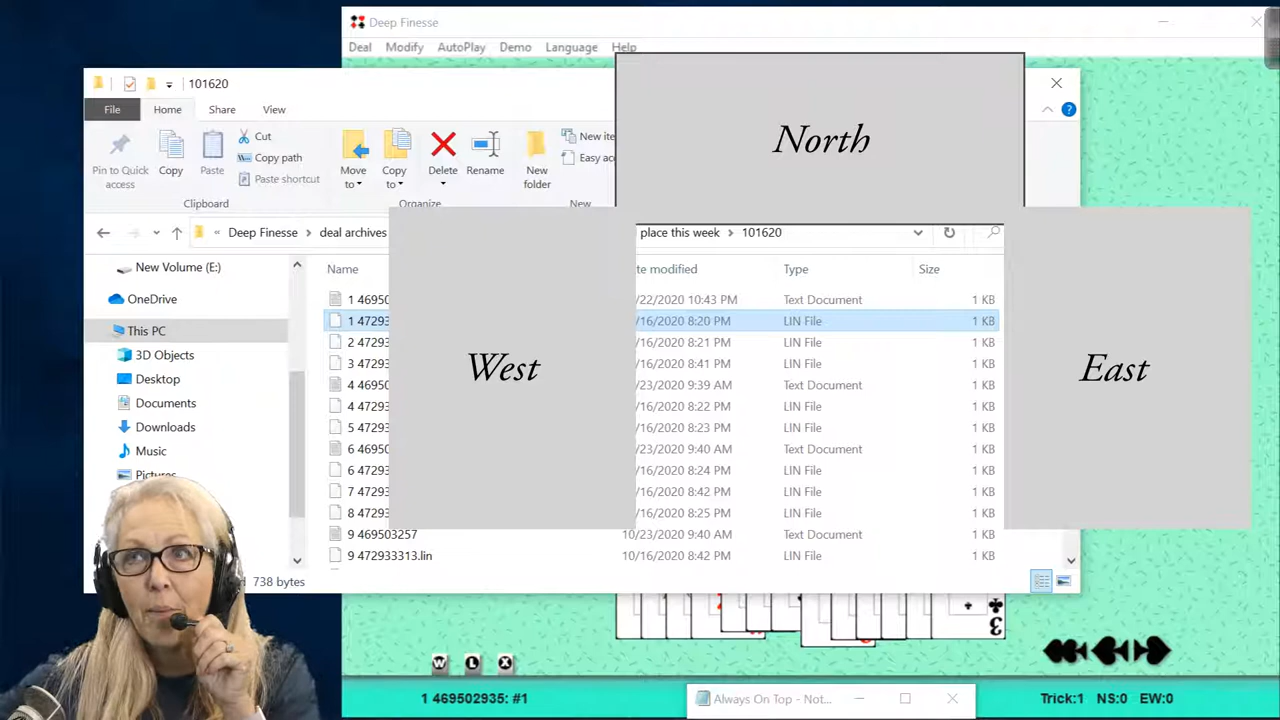 Deep Finesse
Deal Modify AutoPlay Demo Language Help
101620
File Home Share View
Pin to Quick access
Copy
Paste
Cut
Copy path
Paste shortcut
Clipboard
Move to
Copy to
Delete
Rename
Organize
New folder
New ite
Easy ac
New
North
« Deep Finesse › deal archives
place this week › 101620
New Volume (E:)
OneDrive
This PC
3D Objects
Desktop
Documents
Downloads
Music
Pictures
Name te modified Type Size
1 46950 /22/2020 10:43 PM Text Document 1 KB
1 47293 /16/2020 8:20 PM LIN File 1 KB
2 47293 /16/2020 8:21 PM LIN File 1 KB
3 47293 /16/2020 8:41 PM LIN File 1 KB
4 46950 /23/2020 9:39 AM Text Document 1 KB
4 47293 /16/2020 8:22 PM LIN File 1 KB
5 47293 /16/2020 8:23 PM LIN File 1 KB
6 46950 /23/2020 9:40 AM Text Document 1 KB
6 47293 /16/2020 8:24 PM LIN File 1 KB
7 47293 /16/2020 8:42 PM LIN File 1 KB
8 47293 /16/2020 8:25 PM LIN File 1 KB
9 469503257 10/23/2020 9:40 AM Text Document 1 KB
9 472933313.lin 10/16/2020 8:42 PM LIN File 1 KB
West
East
738 bytes
3
W L X
1 469502935: #1
Always On Top - Not...
Trick:1 NS:0 EW:0